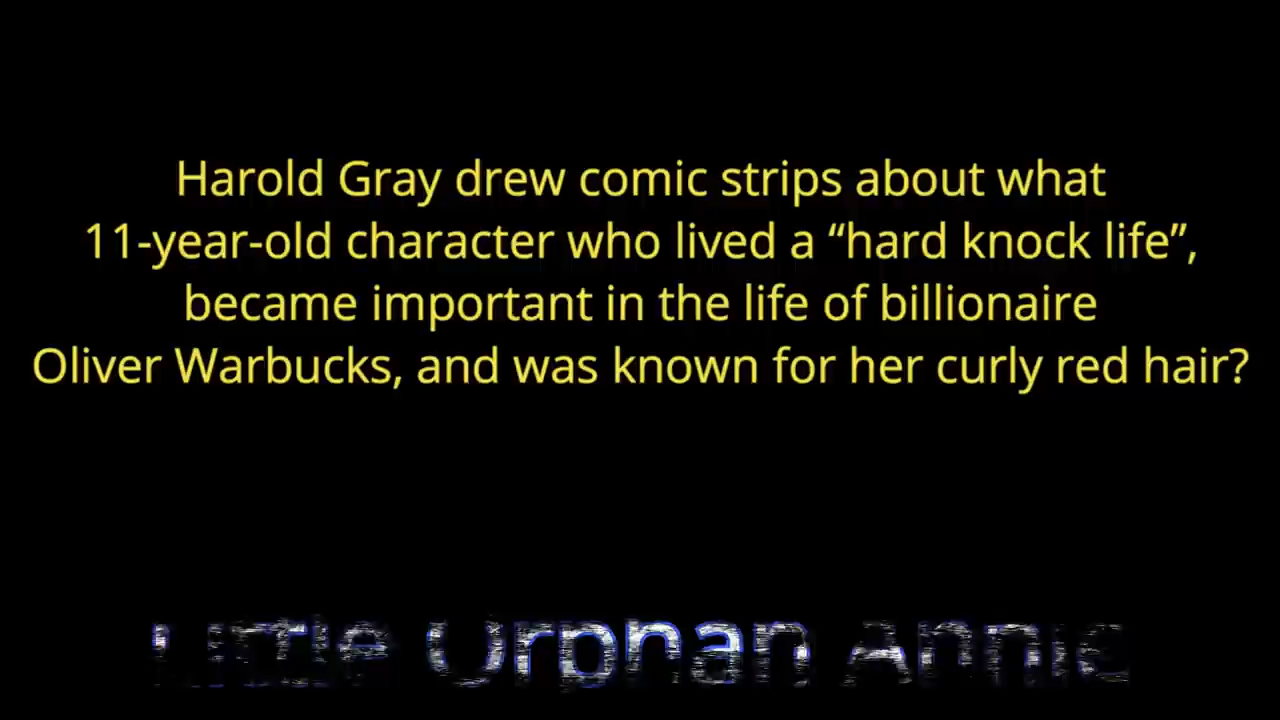 Harold Gray drew comic strips about what
11-year-old character who lived a “hard knock life”,
became important in the life of billionaire
Oliver Warbucks, and was known for her curly red hair?
Little Orphan Annie